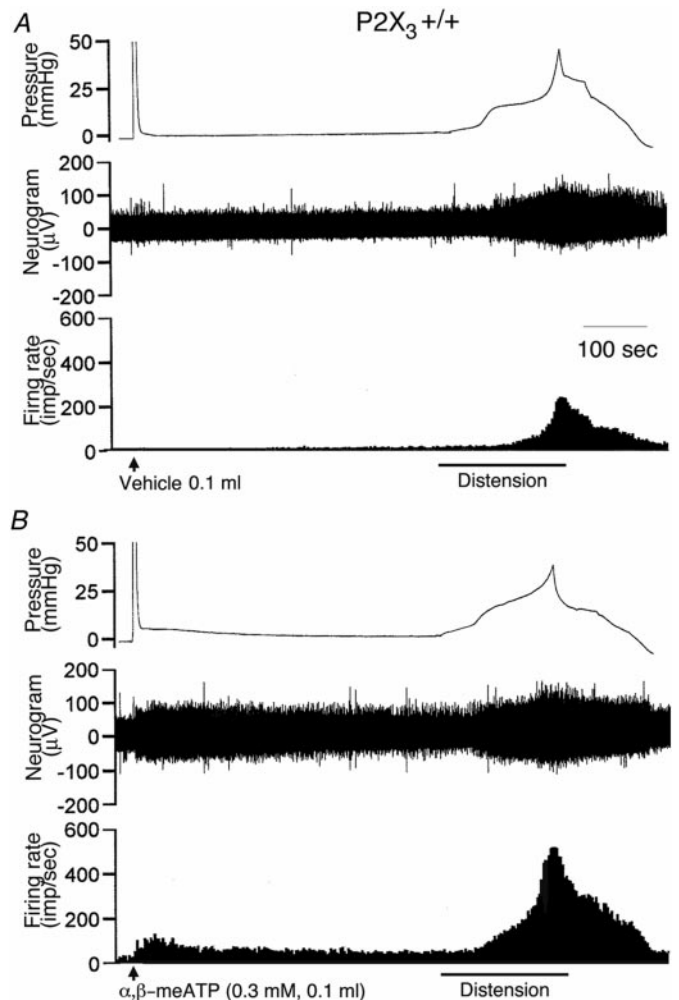 A
P2X3 +/+
Pressure
(mmHg)
50
25
0
Neurogram
(µV)
200
100
0
-100
-200
Firng rate
(imp/sec)
600
400
200
0
100 sec
Vehicle 0.1 ml
Distension
B
Pressure
(mmHg)
50
25
0
Neurogram
(µV)
200
100
0
-100
-200
Firing rate
(imp/sec)
600
400
200
0
α,β–meATP (0.3 mM, 0.1 ml)
Distension